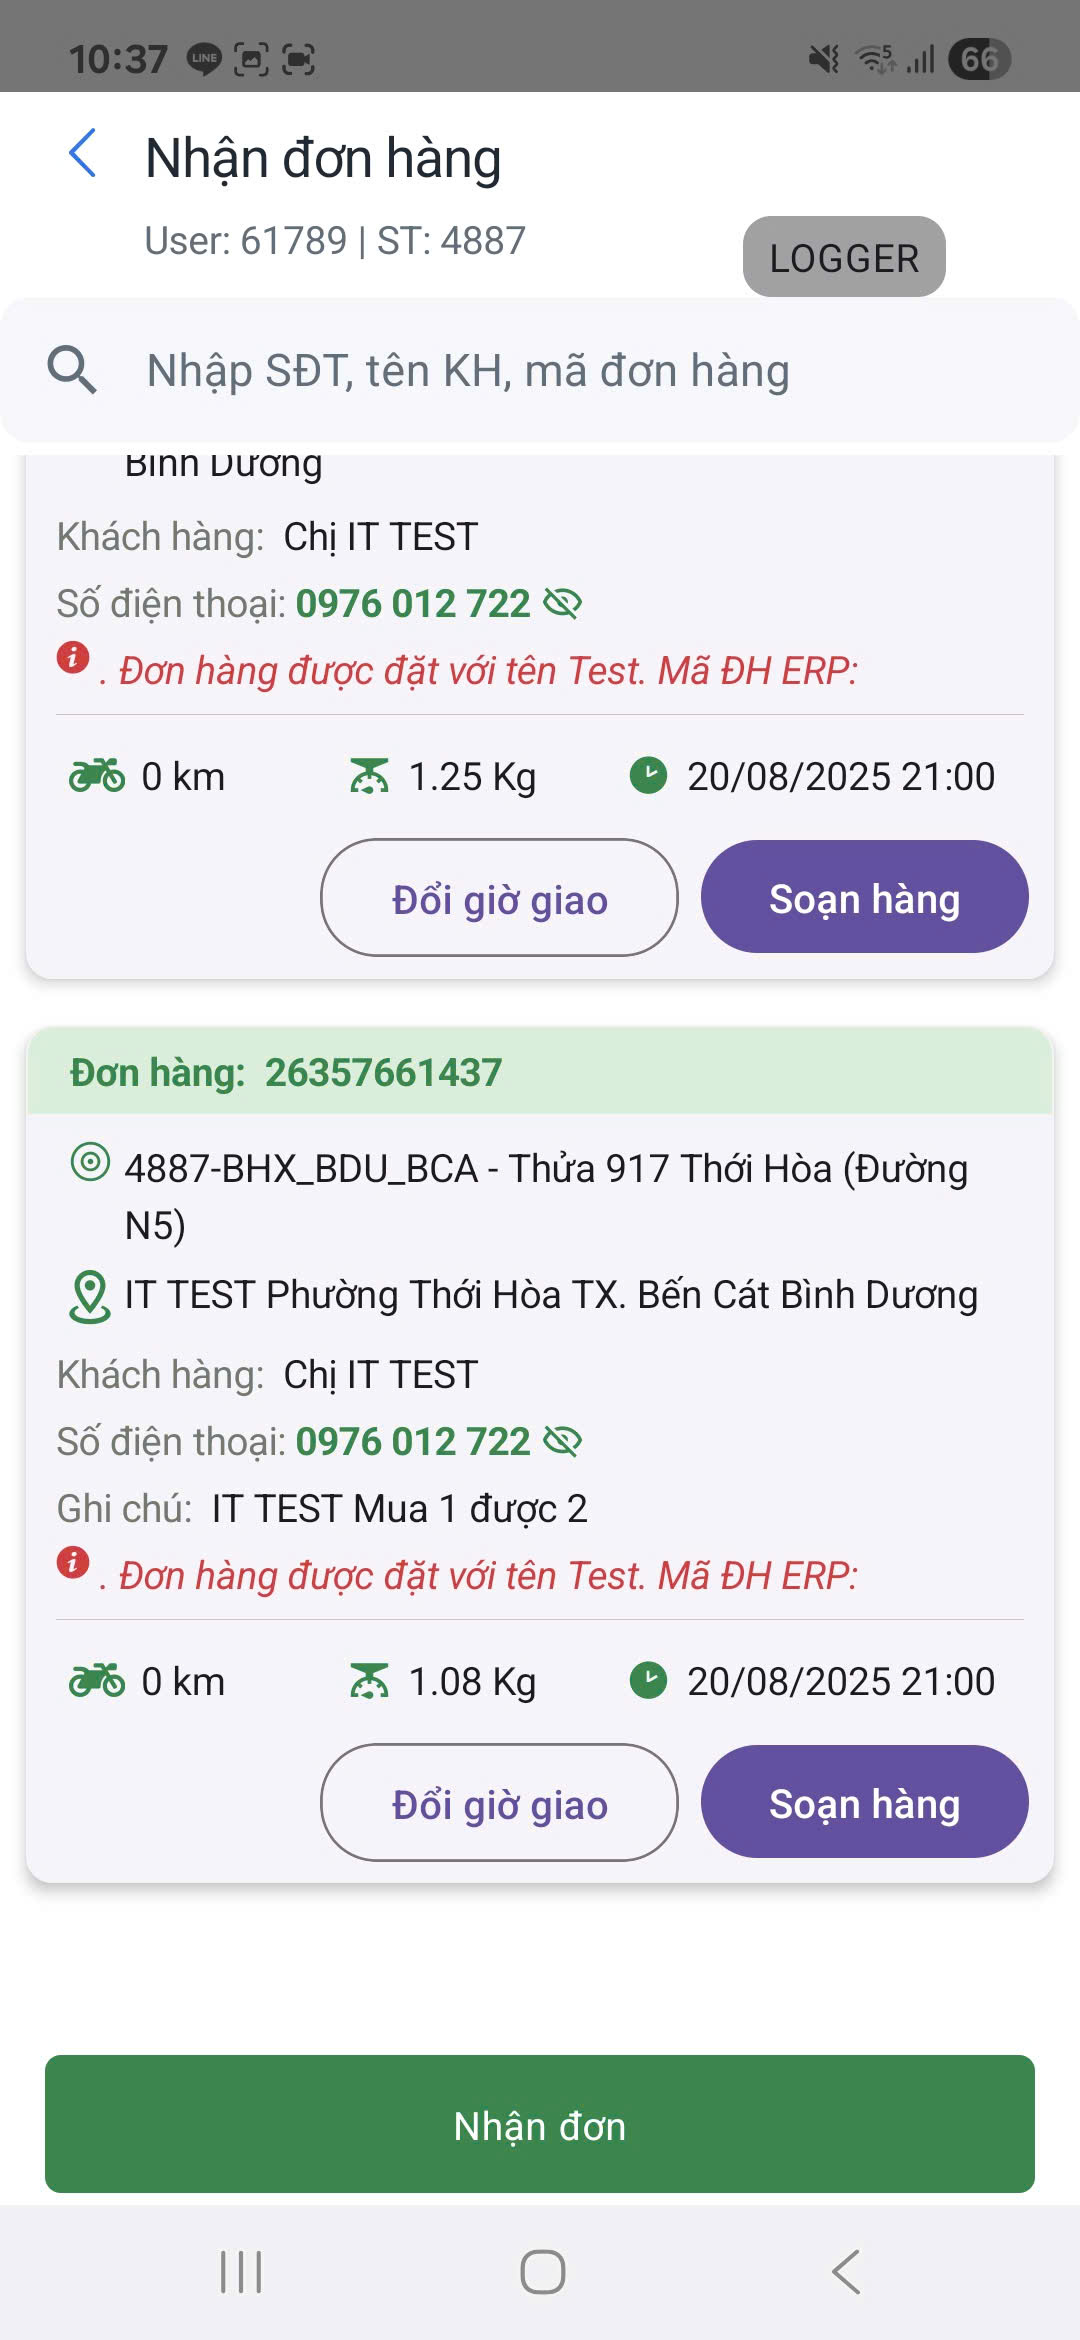 10:37 LINE 5 66
Nhận đơn hàng
User: 61789 | ST: 4887
LOGGER
Nhập SĐT, tên KH, mã đơn hàng
Bình Dương
Khách hàng: Chị IT TEST
Số điện thoại: 0976 012 722
. Đơn hàng được đặt với tên Test. Mã ĐH ERP:
0 km 1.25 Kg 20/08/2025 21:00
Đổi giờ giao Soạn hàng
Đơn hàng: 26357661437
4887-BHX_BDU_BCA - Thửa 917 Thới Hòa (Đường
N5)
IT TEST Phường Thới Hòa TX. Bến Cát Bình Dương
Khách hàng: Chị IT TEST
Số điện thoại: 0976 012 722
Ghi chú: IT TEST Mua 1 được 2
. Đơn hàng được đặt với tên Test. Mã ĐH ERP:
0 km 1.08 Kg 20/08/2025 21:00
Đổi giờ giao Soạn hàng
Nhận đơn